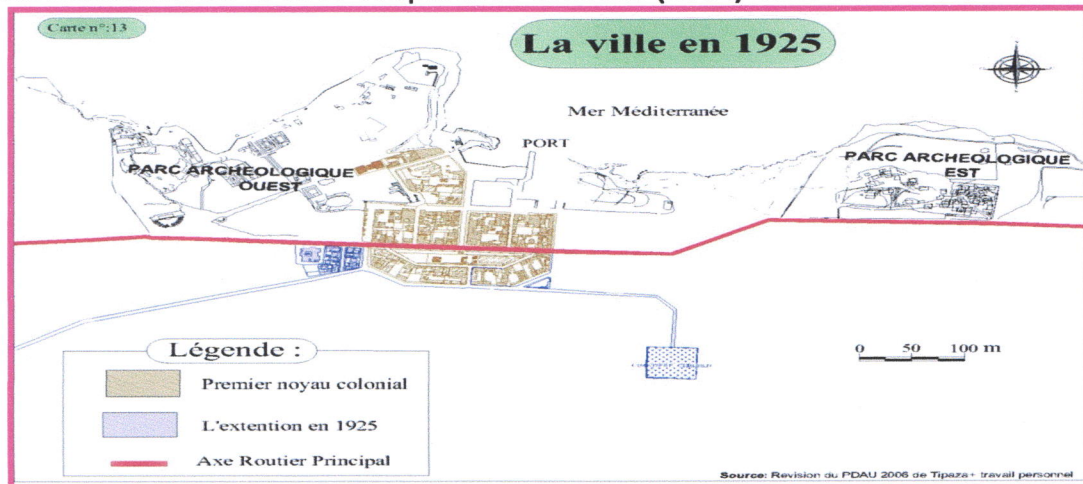 Carte n°:13
La ville en 1925
Mer Méditerranée
PORT
PARC ARCHEOLOGIQUE
OUEST
PARC ARCHEOLOGIQUE
EST
Légende :
Premier noyau colonial
L'extention en 1925
Axe Routier Principal
0 50 100 m
Source: Revision du PDAU 2006 de Tipaza+ travail personnel